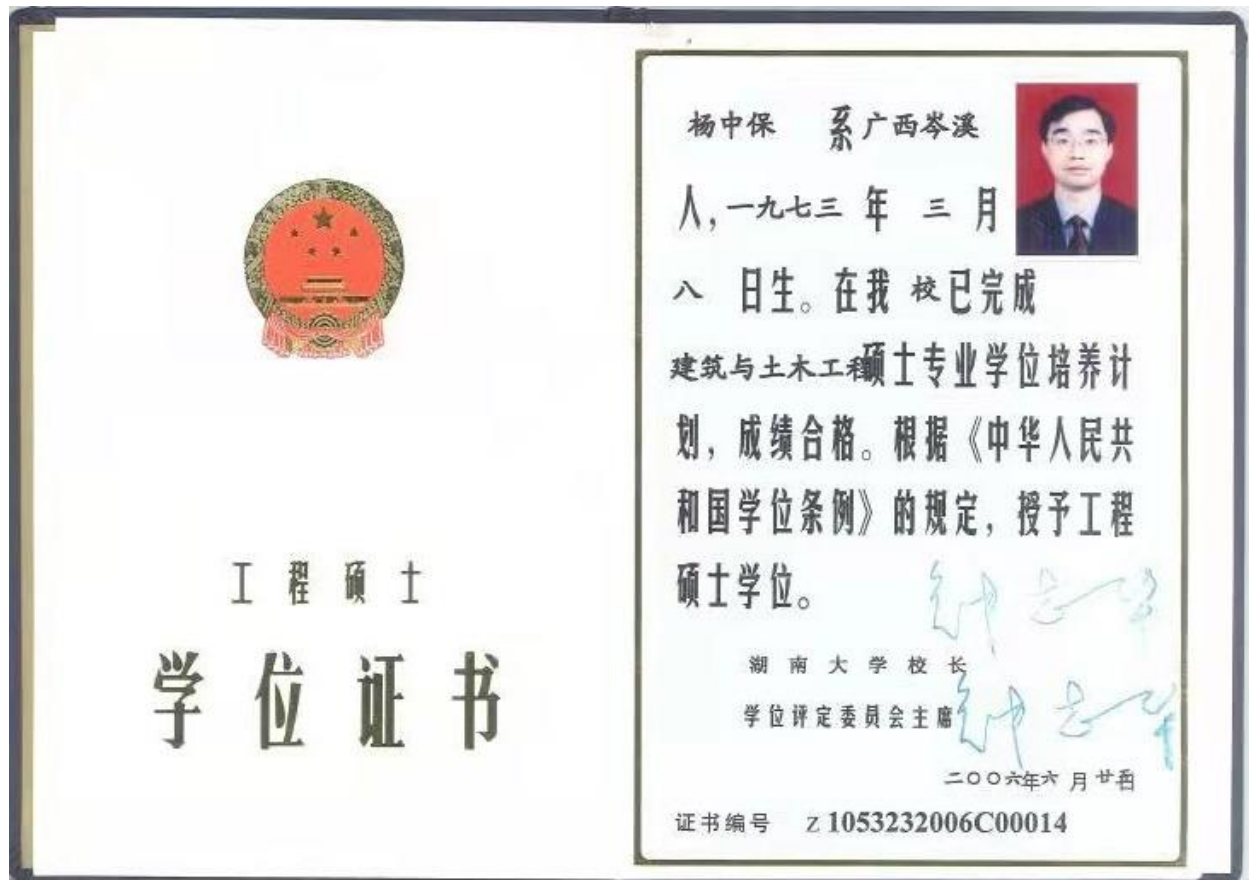 工程硕士
学位证书
杨中保 系广西岑溪
人,一九七三年 三月
八 日生。在我校已完成
建筑与土木工程硕士专业学位培养计
划,成绩合格。根据《中华人民共
和国学位条例》的规定,授予工程
硕士学位。
湖南大学校长
学位评定委员会主席
二〇〇六年六月廿五日
证书编号 Z 1053232006C00014